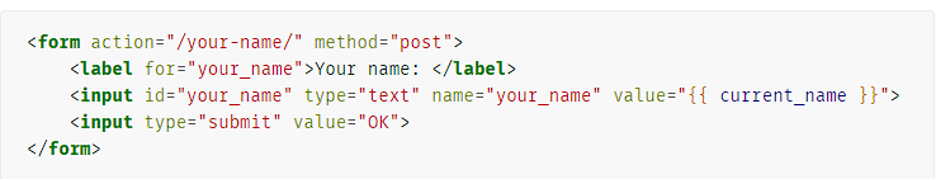 <form action="/your-name/" method="post">
    <label for="your_name">Your name: </label>
    <input id="your_name" type="text" name="your_name" value="{{ current_name }}">
    <input type="submit" value="OK">
</form>